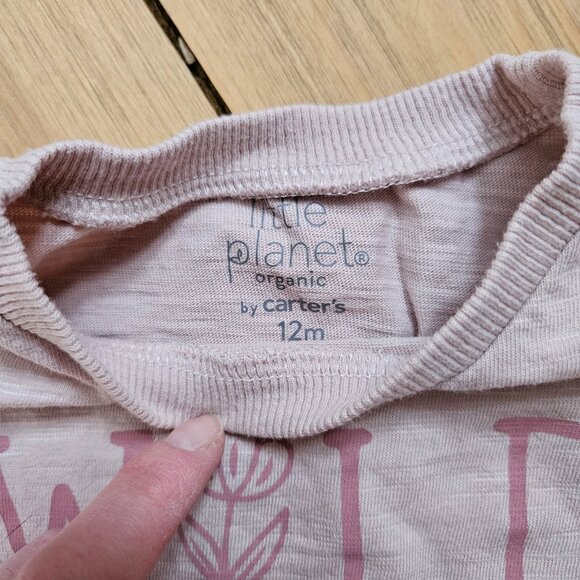 little
planet®
organic
by carter's
12m
W I